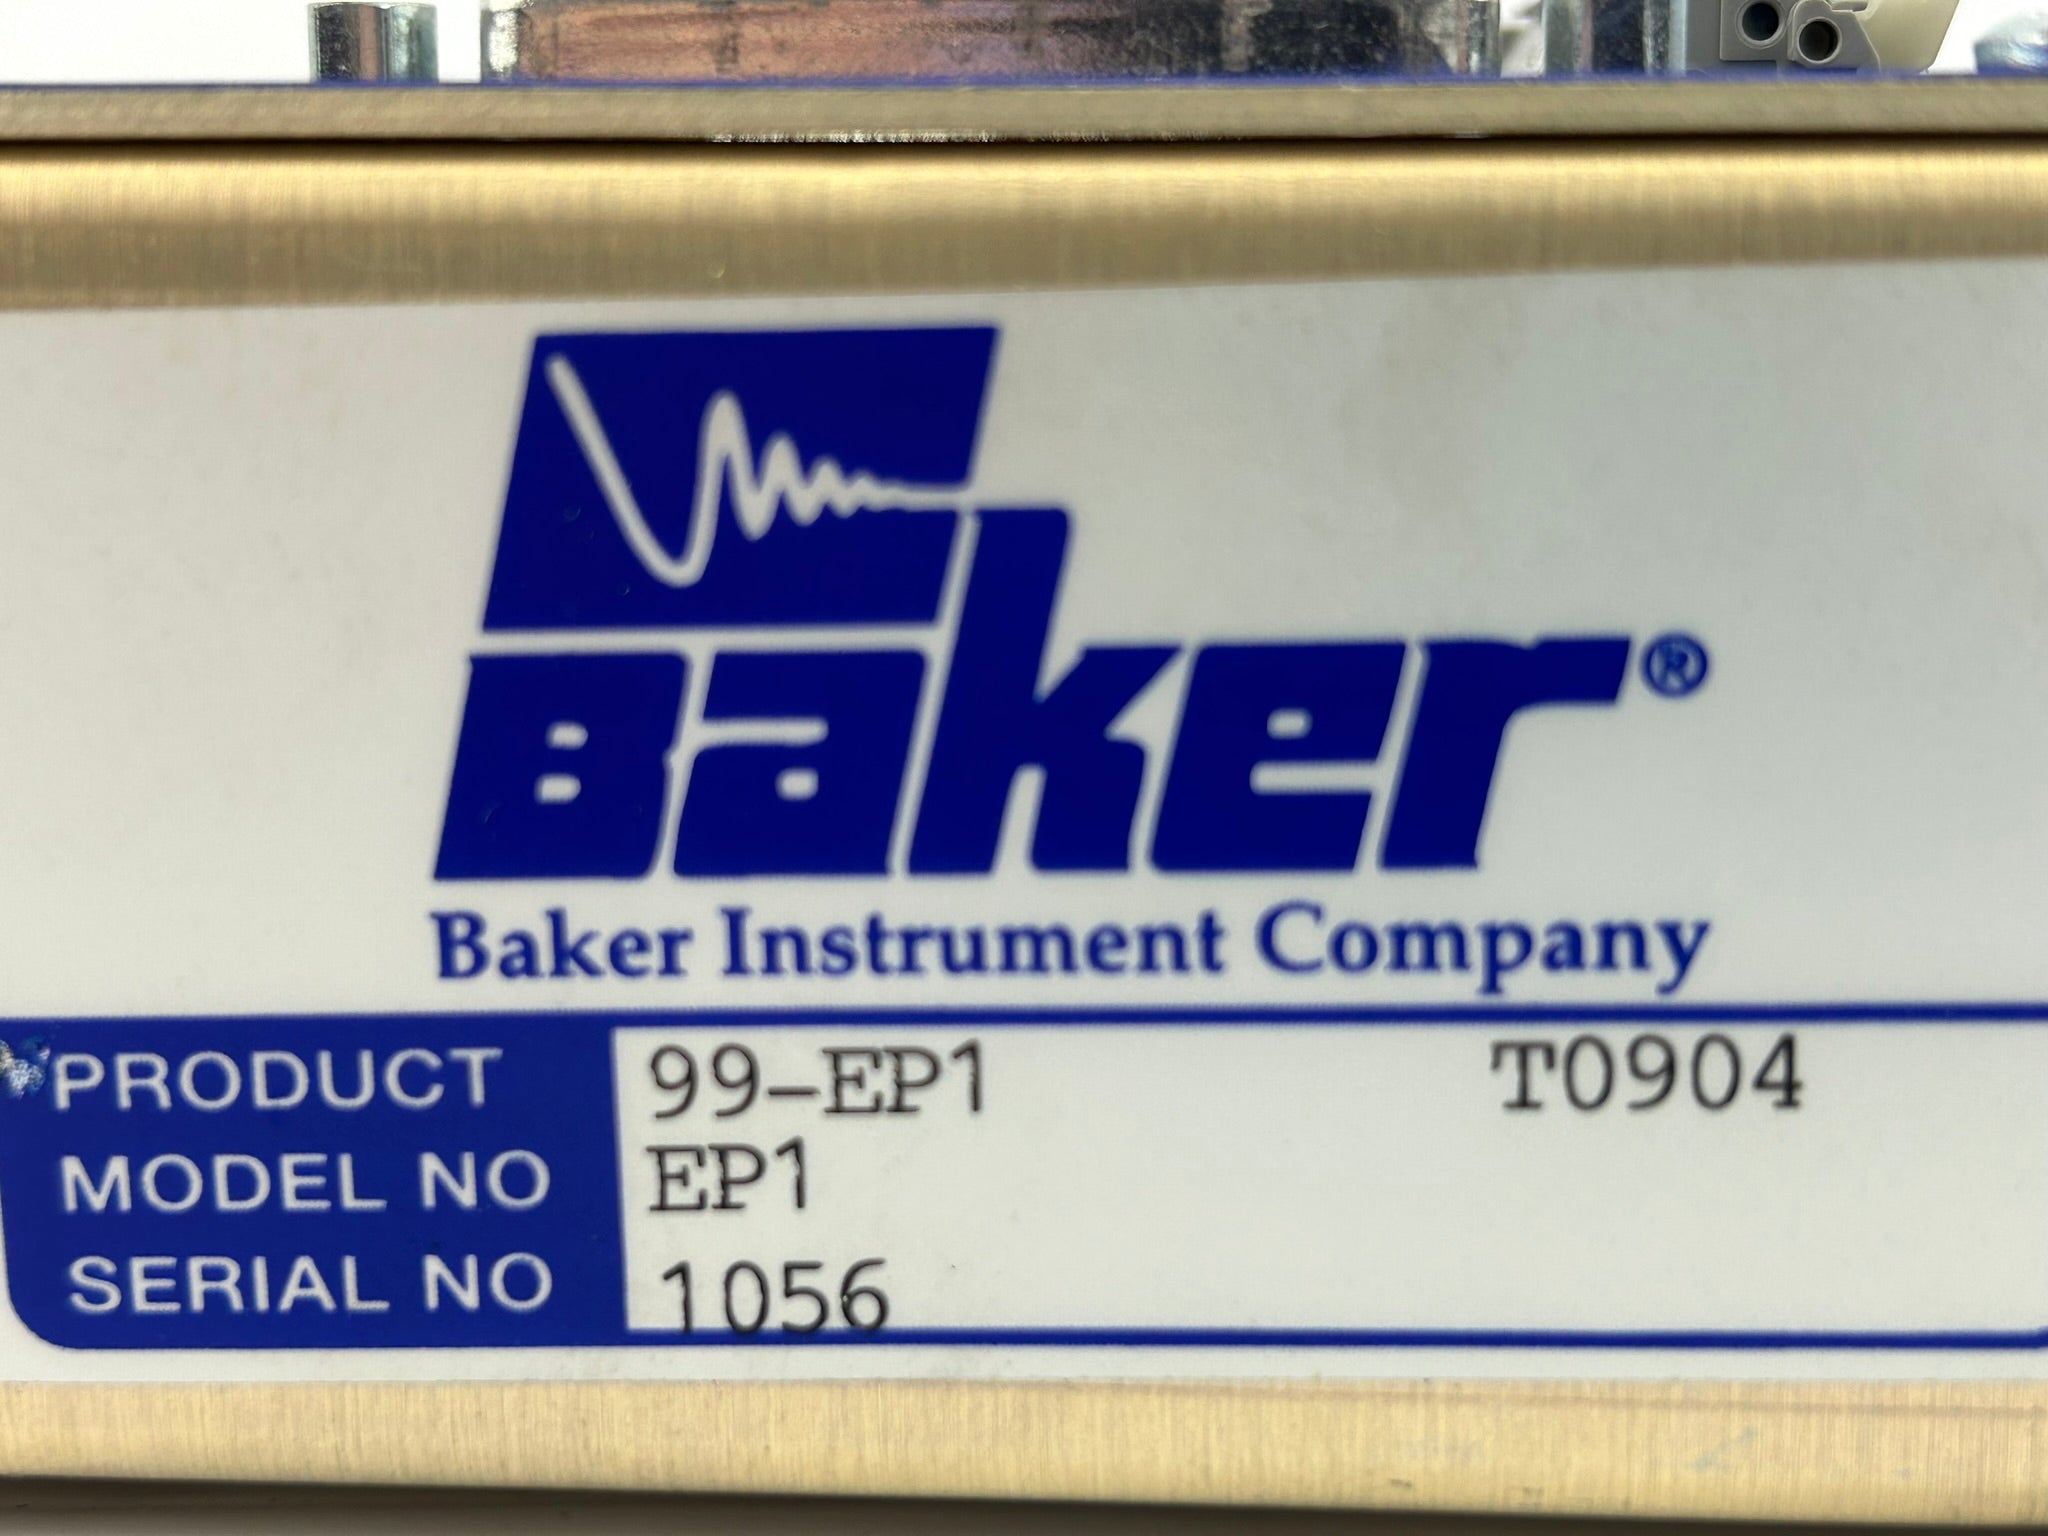 Baker®
Baker Instrument Company
PRODUCT 99-EP1 T0904
MODEL NO EP1
SERIAL NO 1056